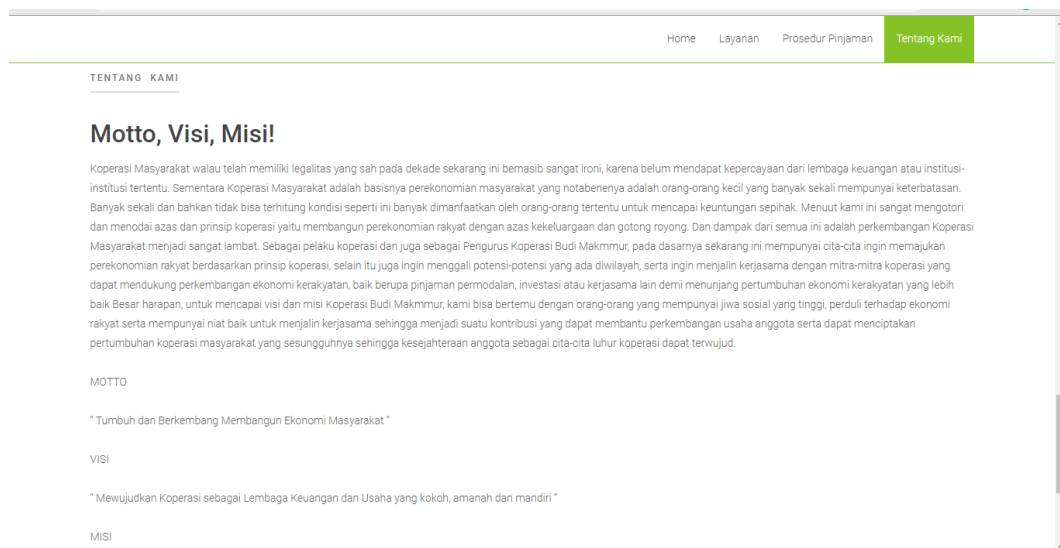 Home Layanan Prosedur Pinjaman Tentang Kami
TENTANG KAMI
Motto, Visi, Misi!
Koperasi Masyarakat walau telah memiliki legalitas yang sah pada dekade sekarang ini bernasib sangat ironi, karena belum mendapat kepercayaan dari lembaga keuangan atau institusi-
institusi tertentu. Sementara Koperasi Masyarakat adalah basisnya perekonomian masyarakat yang notabenenya adalah orang-orang kecil yang banyak sekali mempunyai keterbatasan.
Banyak sekali dan bahkan tidak bisa terhitung kondisi seperti ini banyak dimanfaatkan oleh orang-orang tertentu untuk mencapai keuntungan sepihak. Menuut kami ini sangat mengotori
dan menodai azas dan prinsip koperasi yaitu membangun perekonomian rakyat dengan azas kekeluargaan dan gotong royong. Dan dampak dari semua ini adalah perkembangan Koperasi
Masyarakat menjadi sangat lambat. Sebagai pelaku koperasi dan juga sebagai Pengurus Koperasi Budi Makmmur, pada dasarnya sekarang ini mempunyai cita-cita ingin memajukan
perekonomian rakyat berdasarkan prinsip koperasi, selain itu juga ingin menggali potensi-potensi yang ada diwilayah, serta ingin menjalin kerjasama dengan mitra-mitra koperasi yang
dapat mendukung perkembangan ekonomi kerakyatan, baik berupa pinjaman permodalan, investasi atau kerjasama lain demi menunjang pertumbuhan ekonomi kerakyatan yang lebih
baik Besar harapan, untuk mencapai visi dan misi Koperasi Budi Makmmur, kami bisa bertemu dengan orang-orang yang mempunyai jiwa sosial yang tinggi, perduli terhadap ekonomi
rakyat serta mempunyai niat baik untuk menjalin kerjasama sehingga menjadi suatu kontribusi yang dapat membantu perkembangan usaha anggota serta dapat menciptakan
pertumbuhan koperasi masyarakat yang sesungguhnya sehingga kesejahteraan anggota sebagai cita-cita luhur koperasi dapat terwujud.
MOTTO
" Tumbuh dan Berkembang Membangun Ekonomi Masyarakat "
VISI
" Mewujudkan Koperasi sebagai Lembaga Keuangan dan Usaha yang kokoh, amanah dan mandiri "
MISI